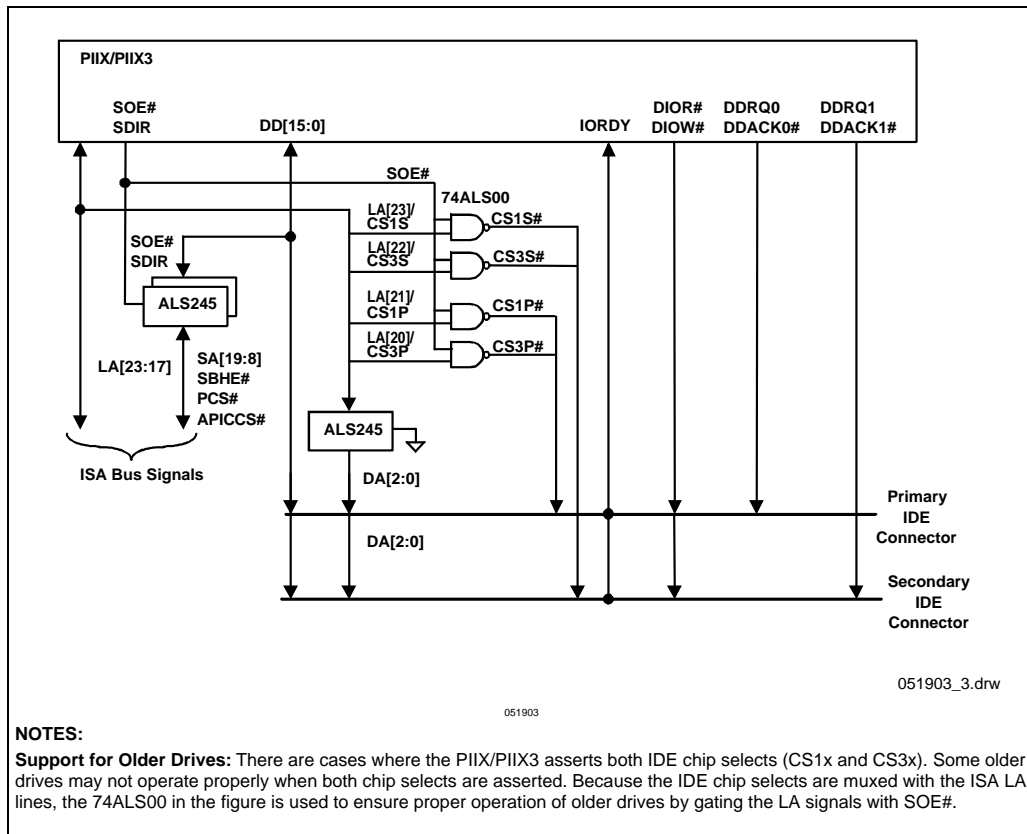 PIIX/PIIX3
SOE#
SDIR
DD[15:0]
IORDY
DIOR#
DIOW#
DDRQ0
DDACK0#
DDRQ1
DDACK1#
SOE#
74ALS00
LA[23]/
CS1S
CS1S#
LA[22]/
CS3S
CS3S#
LA[21]/
CS1P
CS1P#
LA[20]/
CS3P
CS3P#
SOE#
SDIR
ALS245
LA[23:17]
SA[19:8]
SBHE#
PCS#
APICCS#
ALS245
ISA Bus Signals
DA[2:0]
Primary
IDE
Connector
DA[2:0]
Secondary
IDE
Connector
051903_3.drw
051903
NOTES:
Support for Older Drives: There are cases where the PIIX/PIIX3 asserts both IDE chip selects (CS1x and CS3x). Some older
drives may not operate properly when both chip selects are asserted. Because the IDE chip selects are muxed with the ISA LA
lines, the 74ALS00 in the figure is used to ensure proper operation of older drives by gating the LA signals with SOE#.